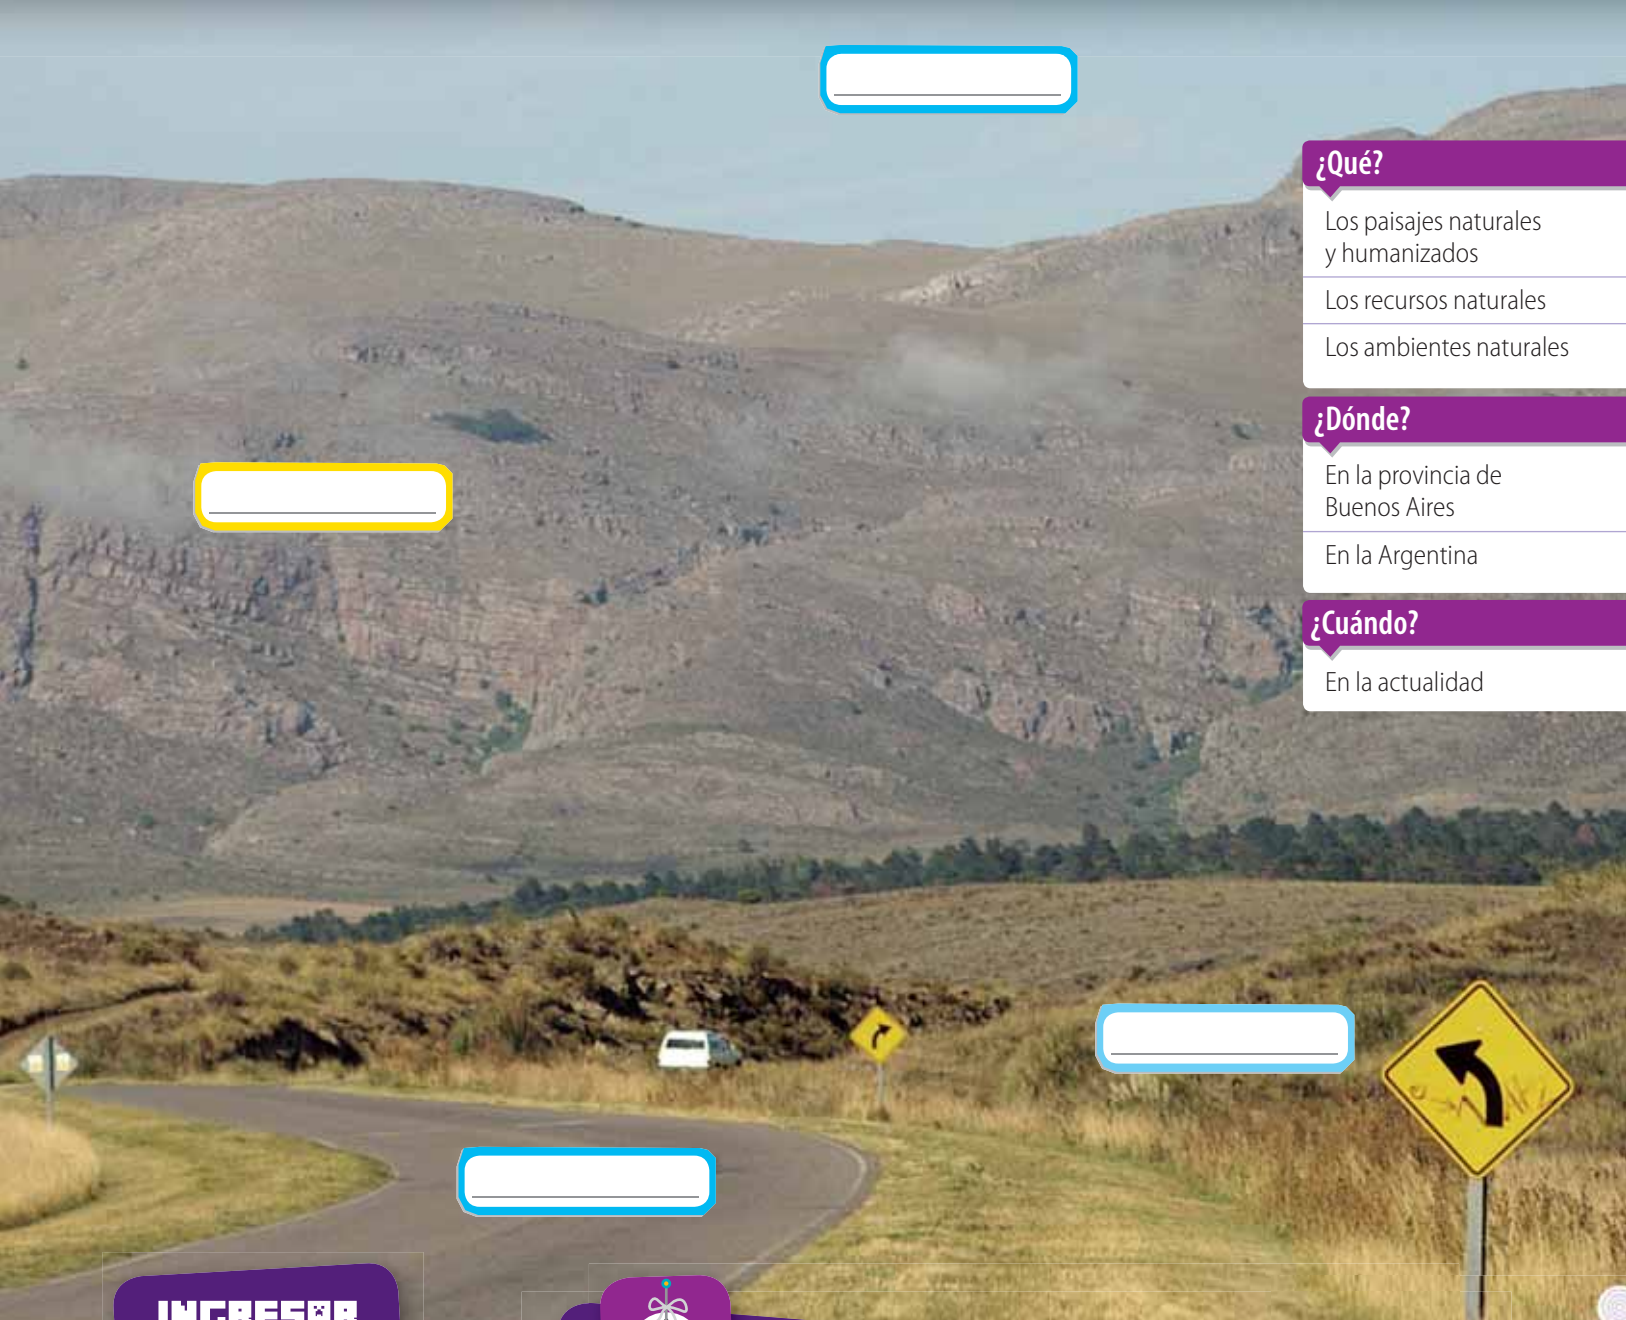 ¿Qué?
Los paisajes naturales
y humanizados
Los recursos naturales
Los ambientes naturales
¿Dónde?
En la provincia de
Buenos Aires
En la Argentina
¿Cuándo?
En la actualidad
INGRESAR